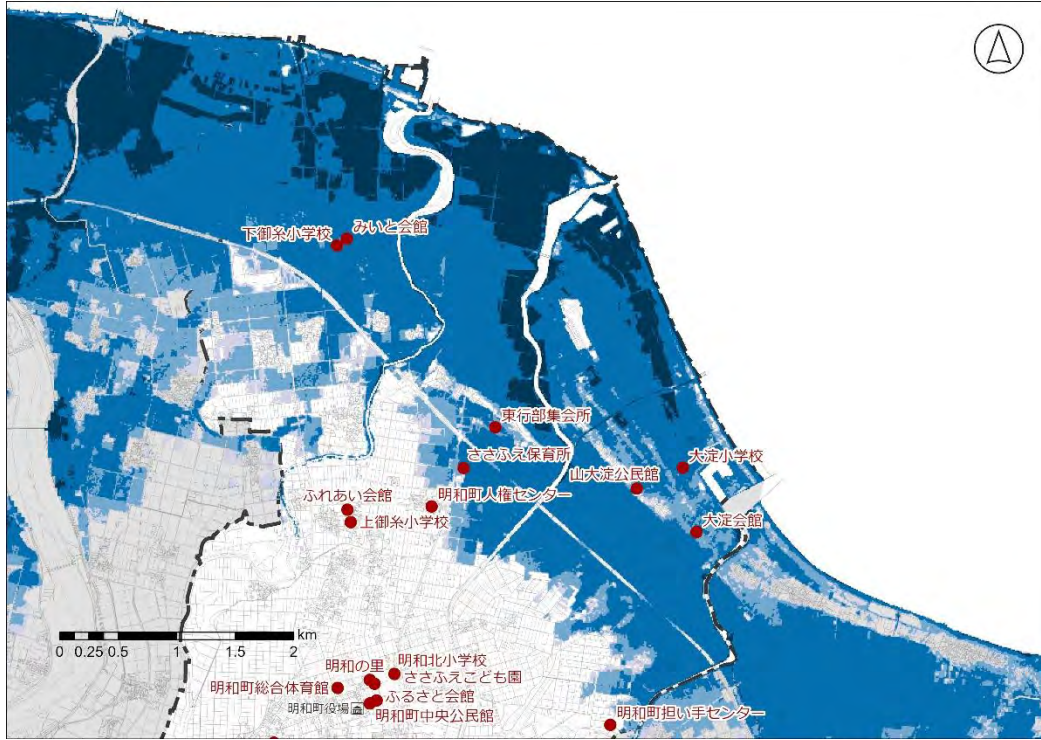 みいと会館
下御糸小学校
東行部集会所
ささふえ保育所
大淀小学校
山大淀公民館
ふれあい会館
明和町人権センター
上御糸小学校
大淀会館
km
0 0.25 0.5 1 1.5 2
明和の里
明和北小学校
ささふえこども園
明和町総合体育館
ふるさと会館
明和町役場
明和町中央公民館
明和町担い手センター